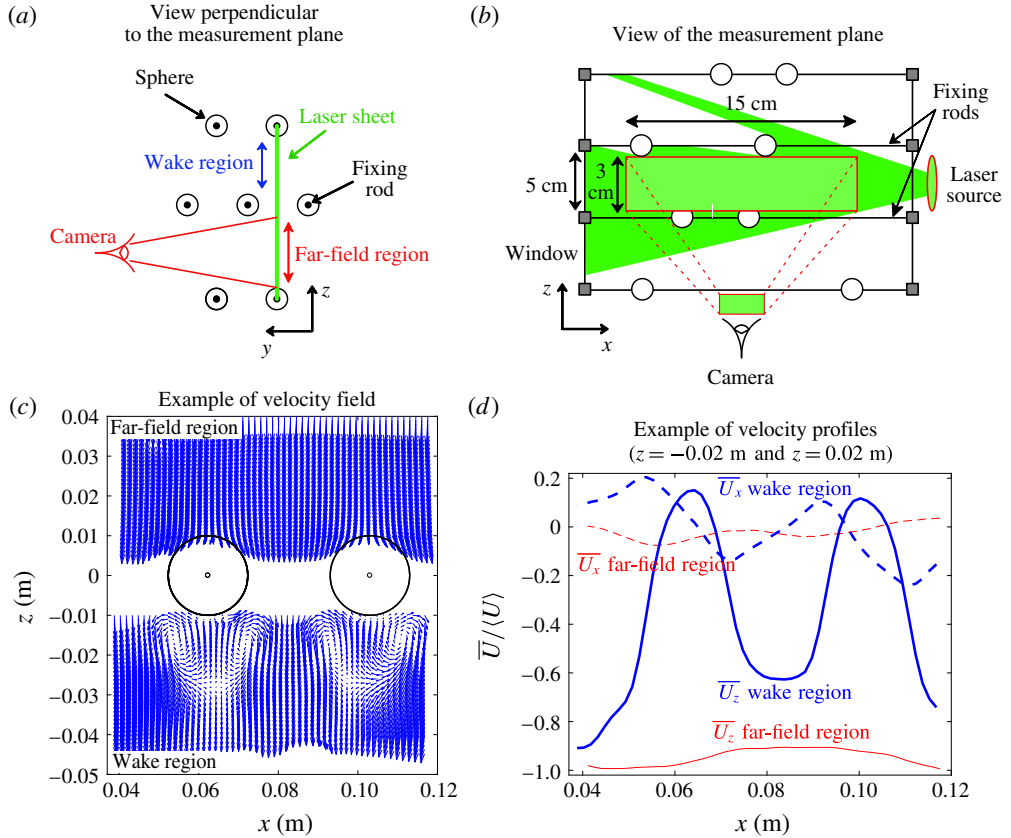 (a)
View perpendicular
to the measurement plane
Sphere
Laser sheet
Wake region
Fixing
rod
Camera
Far-field region
z
y
(b)
View of the measurement plane
15 cm
Fixing
rods
5 cm
3
cm
Laser
source
Window
z
x
Camera
(c)
Example of velocity field
0.04
0.03
0.02
0.01
0
−0.01
−0.02
−0.03
−0.04
−0.05
z (m)
Far-field region
Wake region
0.04
0.06
0.08
0.10
0.12
x (m)
(d)
Example of velocity profiles
(z = −0.02 m and z = 0.02 m)
0.2
0
−0.2
−0.4
−0.6
−0.8
−1.0
U̅/⟨U⟩
U̅x wake region
U̅x far-field region
U̅z wake region
U̅z far-field region
0.04
0.06
0.08
0.10
0.12
x (m)